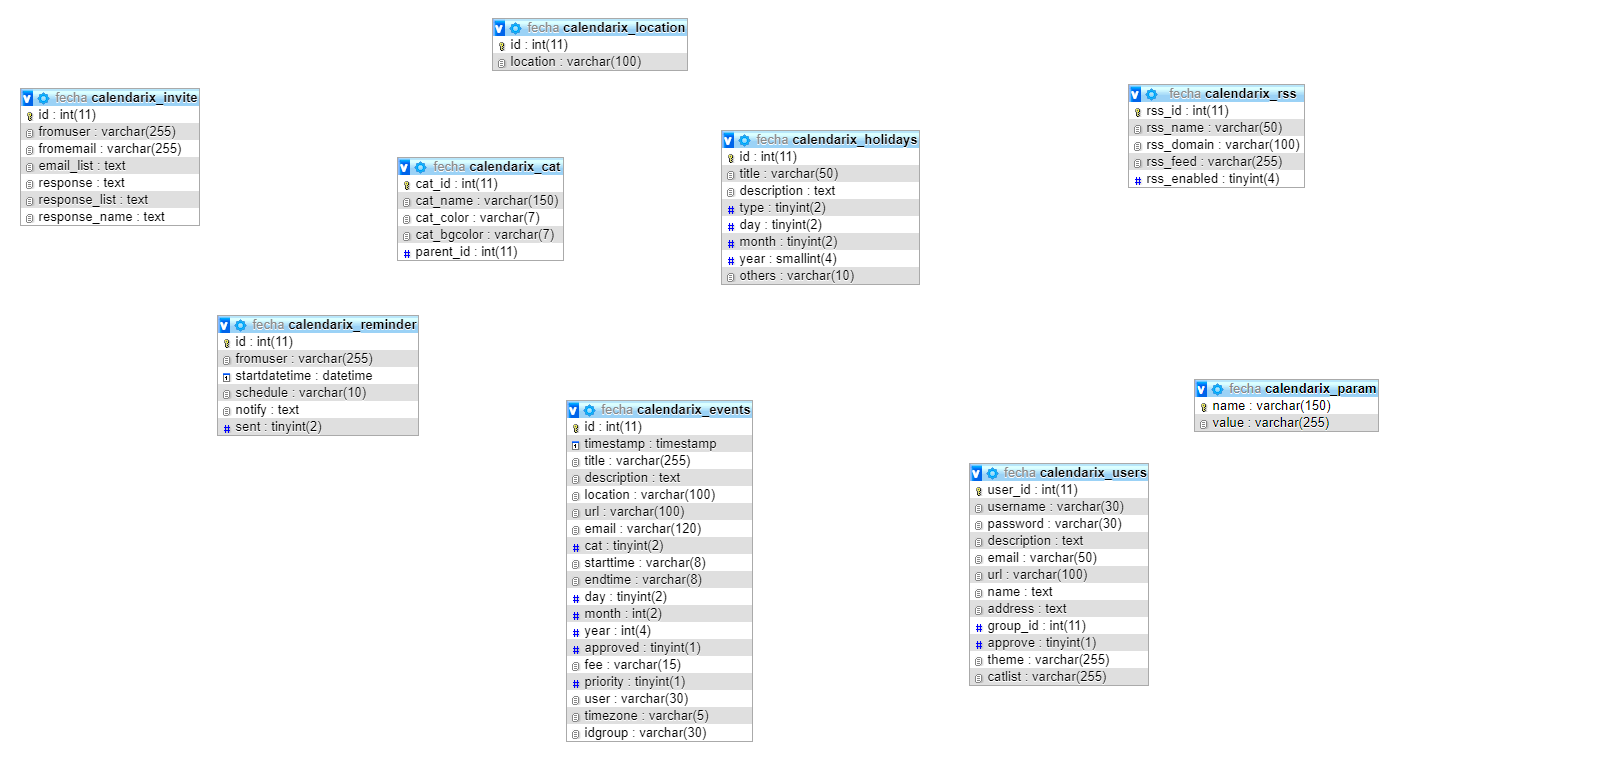 fecha calendarix_location
id : int(11)
location : varchar(100)
fecha calendarix_invite
id : int(11)
fromuser : varchar(255)
fromemail : varchar(255)
email_list : text
response : text
response_list : text
response_name : text
fecha calendarix_rss
rss_id : int(11)
rss_name : varchar(50)
rss_domain : varchar(100)
rss_feed : varchar(255)
rss_enabled : tinyint(4)
fecha calendarix_holidays
id : int(11)
title : varchar(50)
description : text
type : tinyint(2)
day : tinyint(2)
month : tinyint(2)
year : smallint(4)
others : varchar(10)
fecha calendarix_cat
cat_id : int(11)
cat_name : varchar(150)
cat_color : varchar(7)
cat_bgcolor : varchar(7)
parent_id : int(11)
fecha calendarix_reminder
id : int(11)
fromuser : varchar(255)
startdatetime : datetime
schedule : varchar(10)
notify : text
sent : tinyint(2)
fecha calendarix_param
name : varchar(150)
value : varchar(255)
fecha calendarix_events
id : int(11)
timestamp : timestamp
title : varchar(255)
description : text
location : varchar(100)
url : varchar(100)
email : varchar(120)
cat : tinyint(2)
starttime : varchar(8)
endtime : varchar(8)
day : tinyint(2)
month : int(2)
year : int(4)
approved : tinyint(1)
fee : varchar(15)
priority : tinyint(1)
user : varchar(30)
timezone : varchar(5)
idgroup : varchar(30)
fecha calendarix_users
user_id : int(11)
username : varchar(30)
password : varchar(30)
description : text
email : varchar(50)
url : varchar(100)
name : text
address : text
group_id : int(11)
approve : tinyint(1)
theme : varchar(255)
catlist : varchar(255)